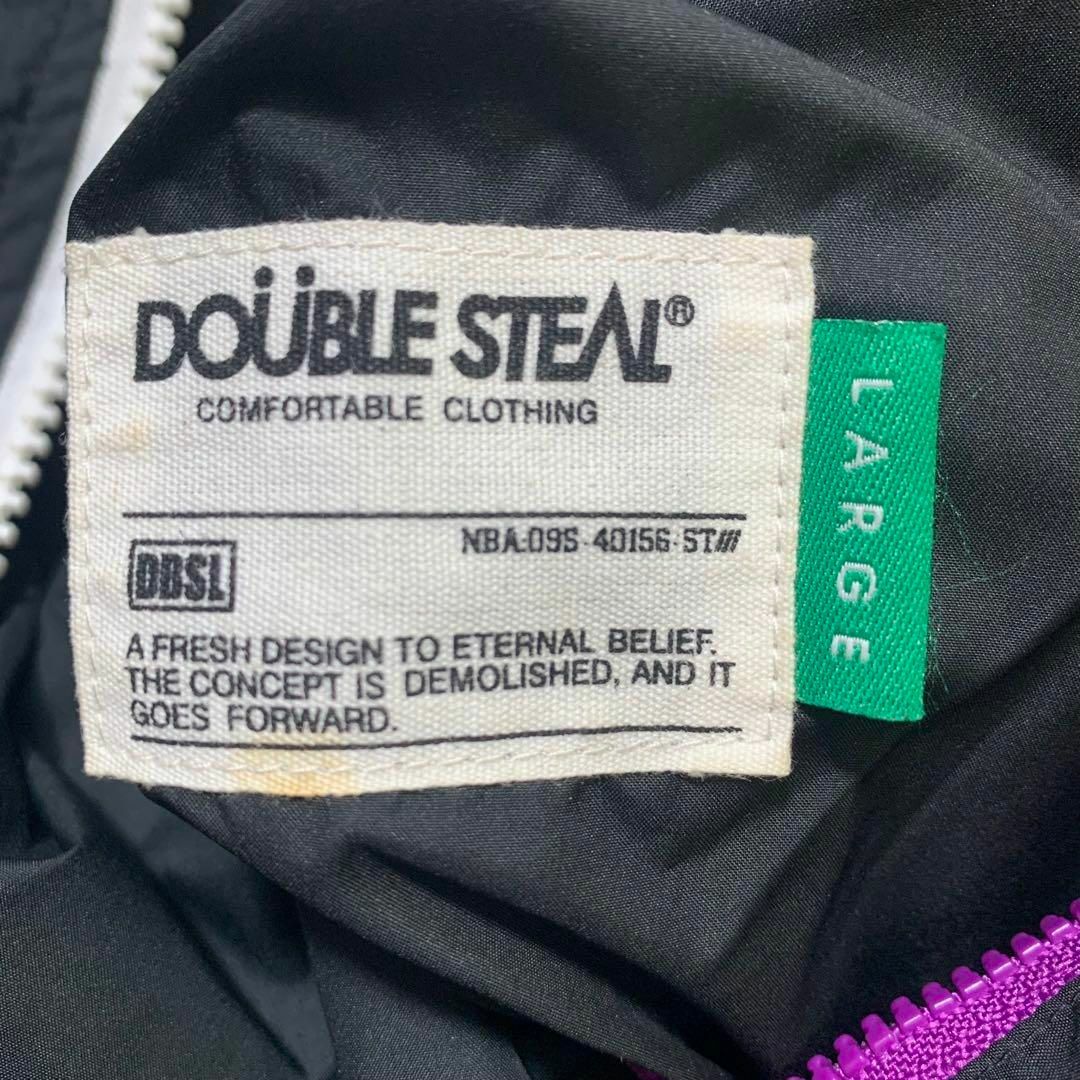 DOÜBLE STEAL®
COMFORTABLE CLOTHING
NBA.09S-40156-ST///
DBSL
A FRESH DESIGN TO ETERNAL BELIEF.
THE CONCEPT IS DEMOLISHED, AND IT
GOES FORWARD.
LARGE